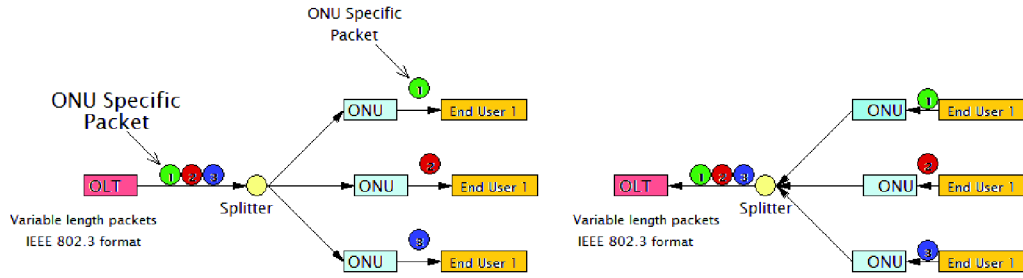 ONU Specific
Packet
1
ONU
End User 1
ONU Specific
Packet
1 2 3
OLT
Splitter
2
ONU
End User 1
Variable length packets
IEEE 802.3 format
3
ONU
End User 1
1
ONU
End User 1
1 2 3
OLT
Splitter
2
ONU
End User 1
Variable length packets
IEEE 802.3 format
3
ONU
End User 1